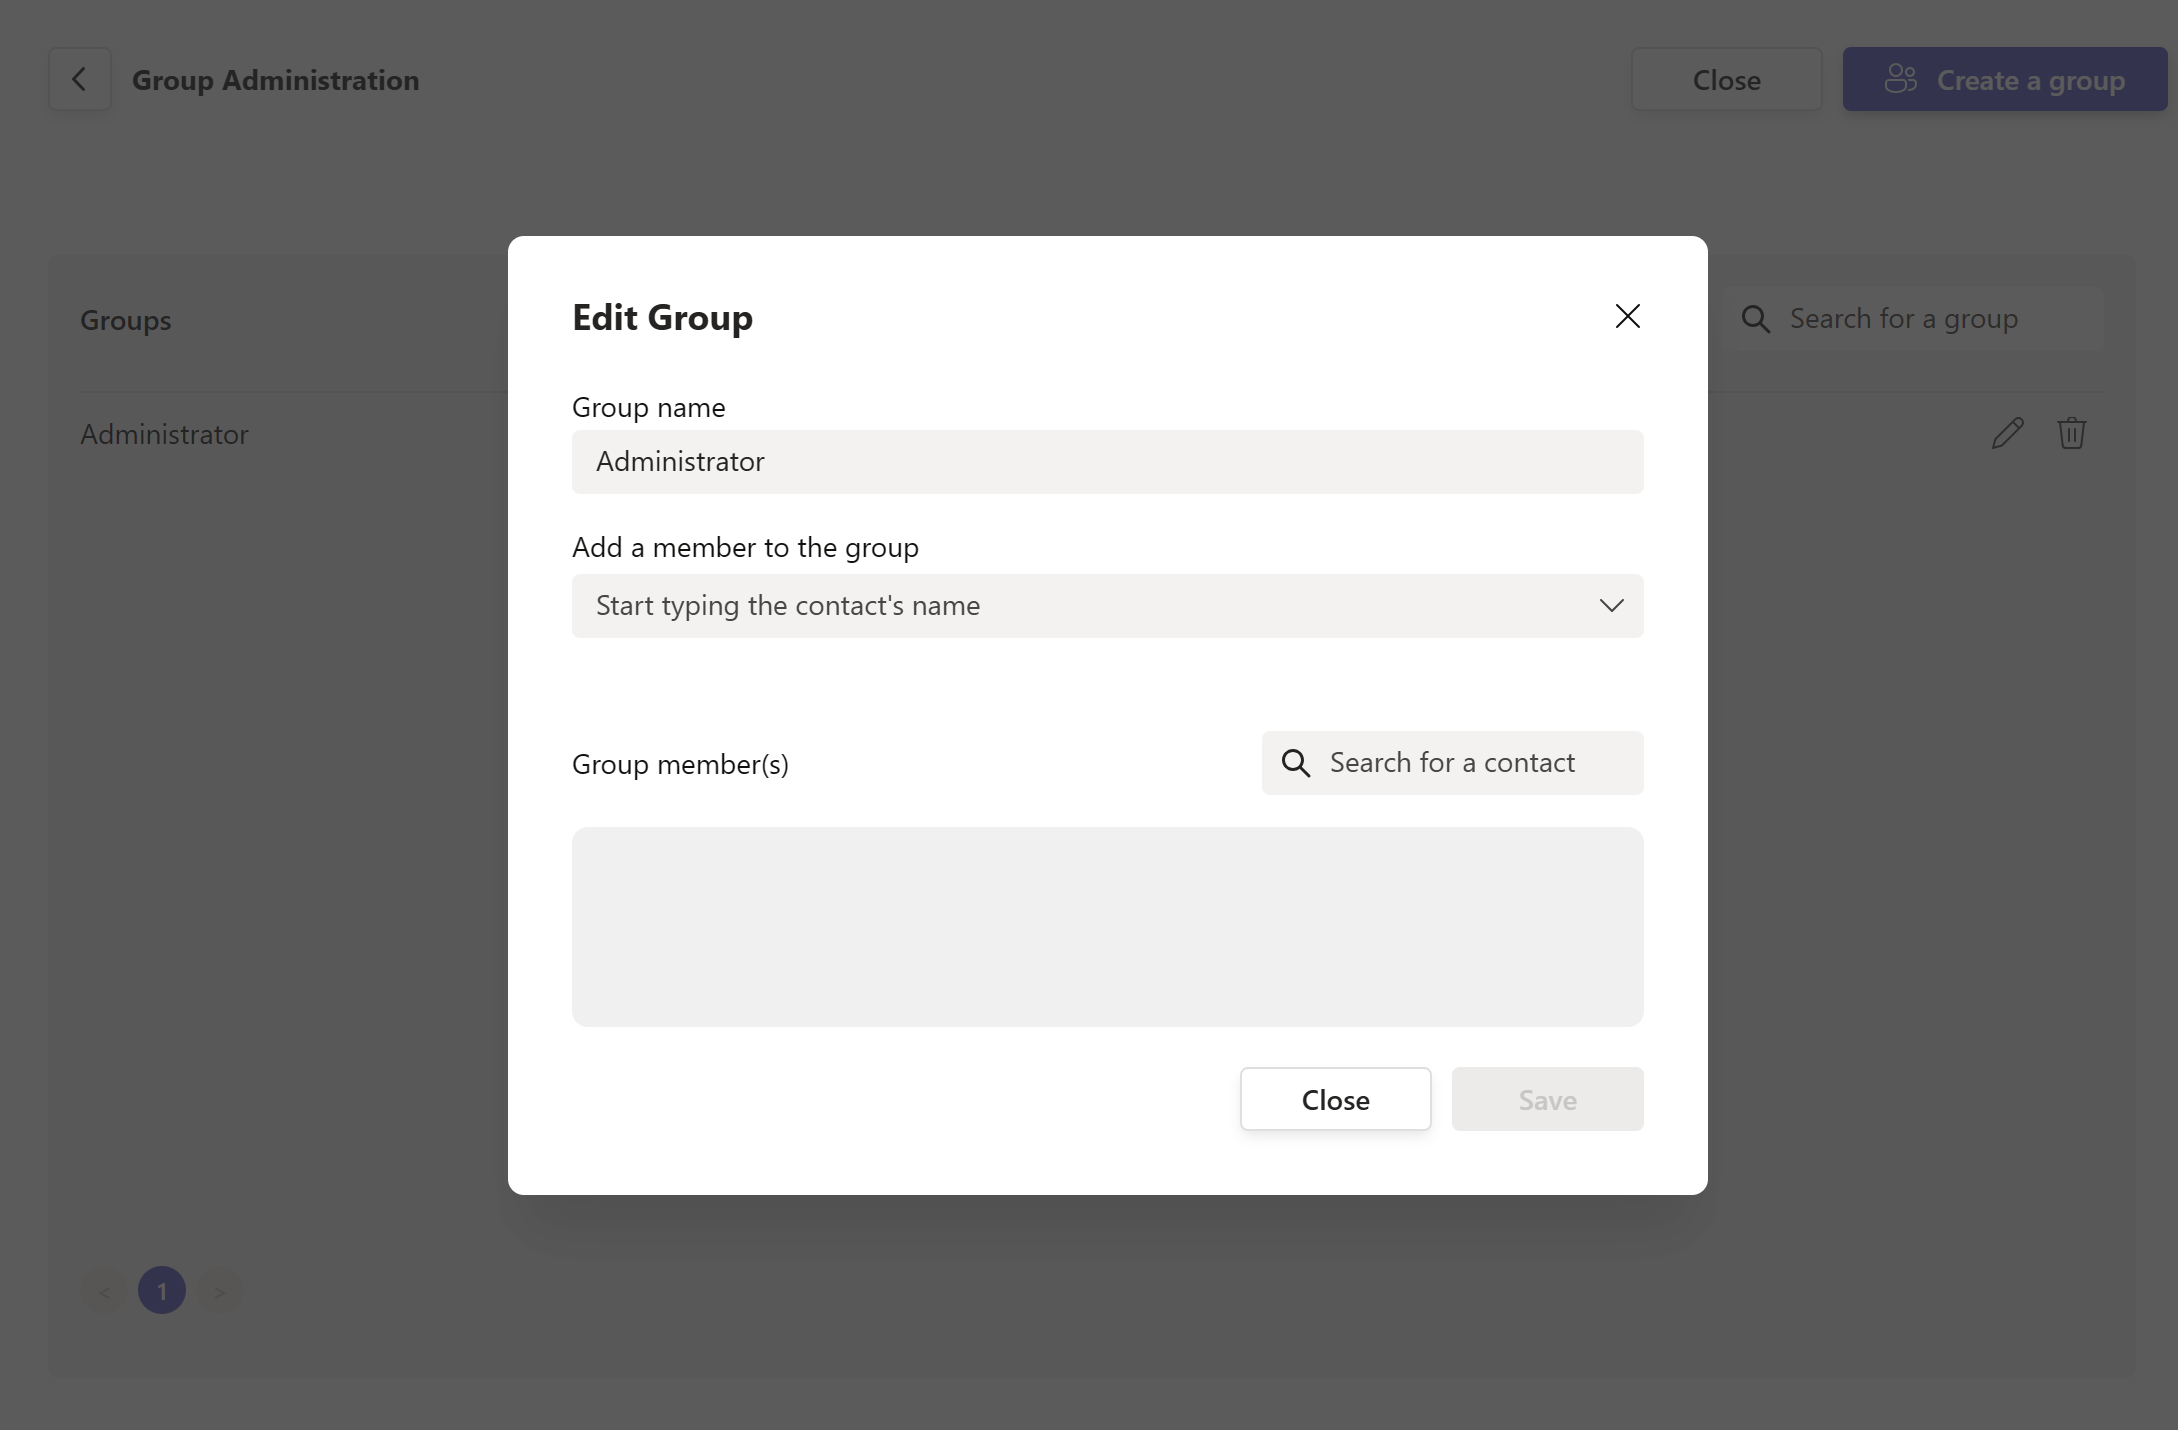 Group Administration
Close
Create a group
Groups
Search for a group
Administrator
Edit Group
Group name
Administrator
Add a member to the group
Start typing the contact's name
Group member(s)
Search for a contact
Close
Save
< 1 >